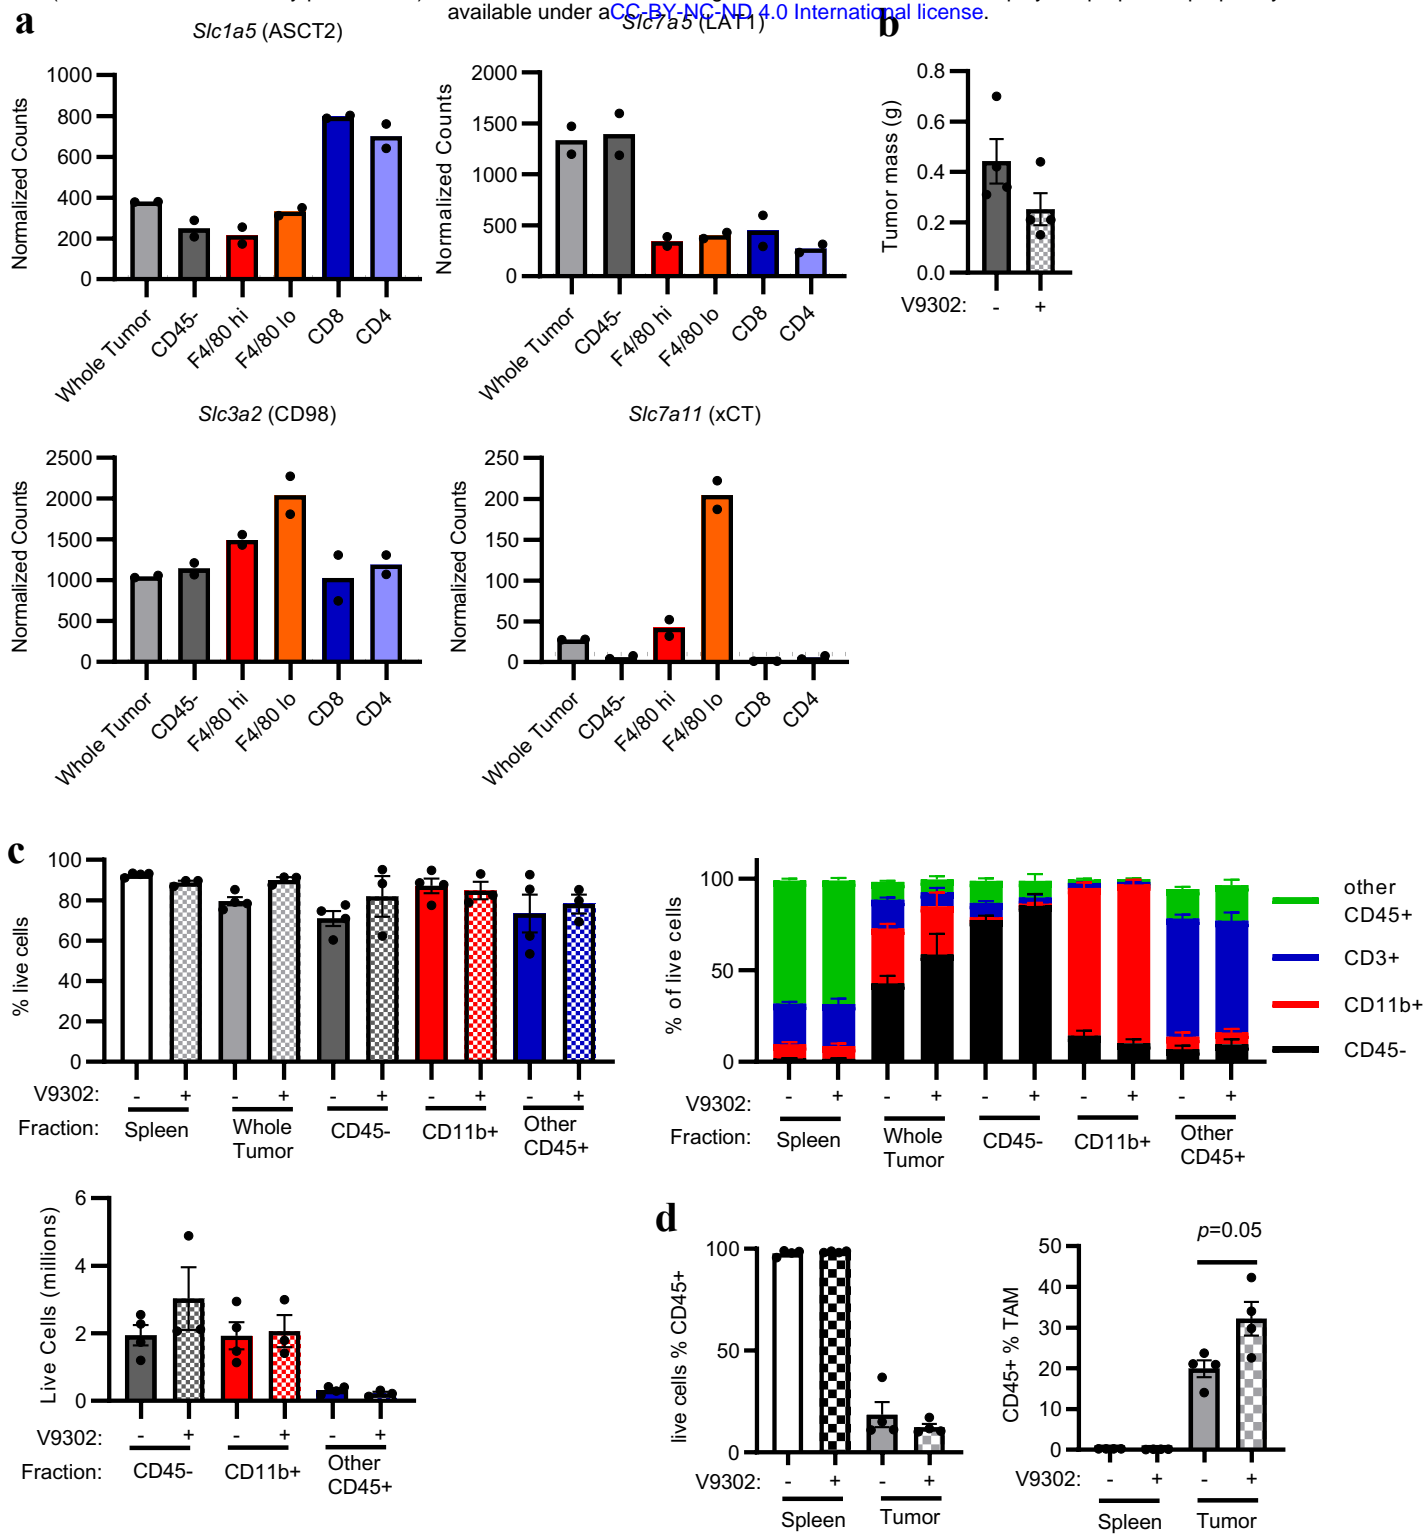 available under aCC-BY-NC-ND 4.0 International license.
a
Slc1a5 (ASCT2)
Normalized Counts
1000
800
600
400
200
0
Whole Tumor
CD45-
F4/80 hi
F4/80 lo
CD8
CD4
Slc7a5 (LAT1)
Normalized Counts
2000
1500
1000
500
0
Whole Tumor
CD45-
F4/80 hi
F4/80 lo
CD8
CD4
b
Tumor mass (g)
0.8
0.6
0.4
0.2
0.0
V9302: - +
Slc3a2 (CD98)
Normalized Counts
2500
2000
1500
1000
500
0
Whole Tumor
CD45-
F4/80 hi
F4/80 lo
CD8
CD4
Slc7a11 (xCT)
Normalized Counts
250
200
150
100
50
0
Whole Tumor
CD45-
F4/80 hi
F4/80 lo
CD8
CD4
c
% live cells
100
80
60
40
20
0
V9302: - + - + - + - + - +
Fraction: Spleen
Whole
Tumor
CD45-
CD11b+
Other
CD45+
% of live cells
100
50
0
V9302: - + - + - + - + - +
Fraction: Spleen
Whole
Tumor
CD45-
CD11b+
Other
CD45+
other
CD45+
CD3+
CD11b+
CD45-
Live Cells (millions)
6
4
2
0
V9302: - + - + - +
Fraction: CD45-
CD11b+
Other
CD45+
d
live cells % CD45+
100
50
0
V9302: - + - +
Spleen Tumor
CD45+ % TAM
50
40
30
20
10
0
p=0.05
V9302: - + - +
Spleen Tumor